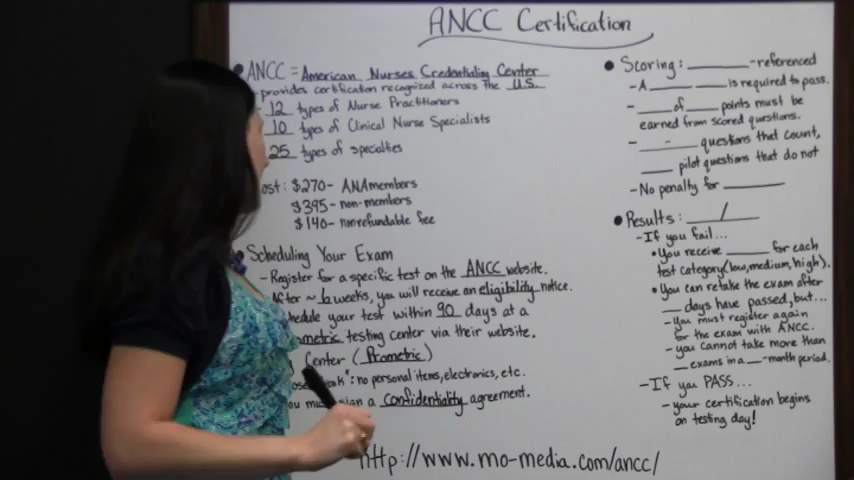 ANCC Certification
ANCC = American Nurses Credentialing Center
-provides certification recognized across the U.S.
- 12 types of Nurse Practitioners
10 types of Clinical Nurse Specialists
25 types of specialties
ost: $270- ANA members
$395- non-members
$140- nonrefundable fee
Scheduling Your Exam
-Register for a specific test on the ANCC website.
After ~ 6 weeks, you will receive an eligibility notice.
hedule your test within 90 days at a
ometric testing center via their website.
Center (Prometric)
": no personal items, electronics, etc.
ou must sign a confidentiality agreement.
http://www.mo-media.com/ancc/
Scoring: ________-referenced
-A ______ ____ is required to pass.
- ____ of ____ points must be
earned from scored questions.
- ___-___ questions that count,
____ pilot questions that do not
-No penalty for ________
Results: ____/____
-If you fail...
You receive ______ for each
test category (low, medium, high).
You can retake the exam after
___ days have passed, but...
-You must register again
for the exam with ANCC.
-you cannot take more than
__ exams in a __-month period.
-If you PASS...
-your certification begins
on testing day!